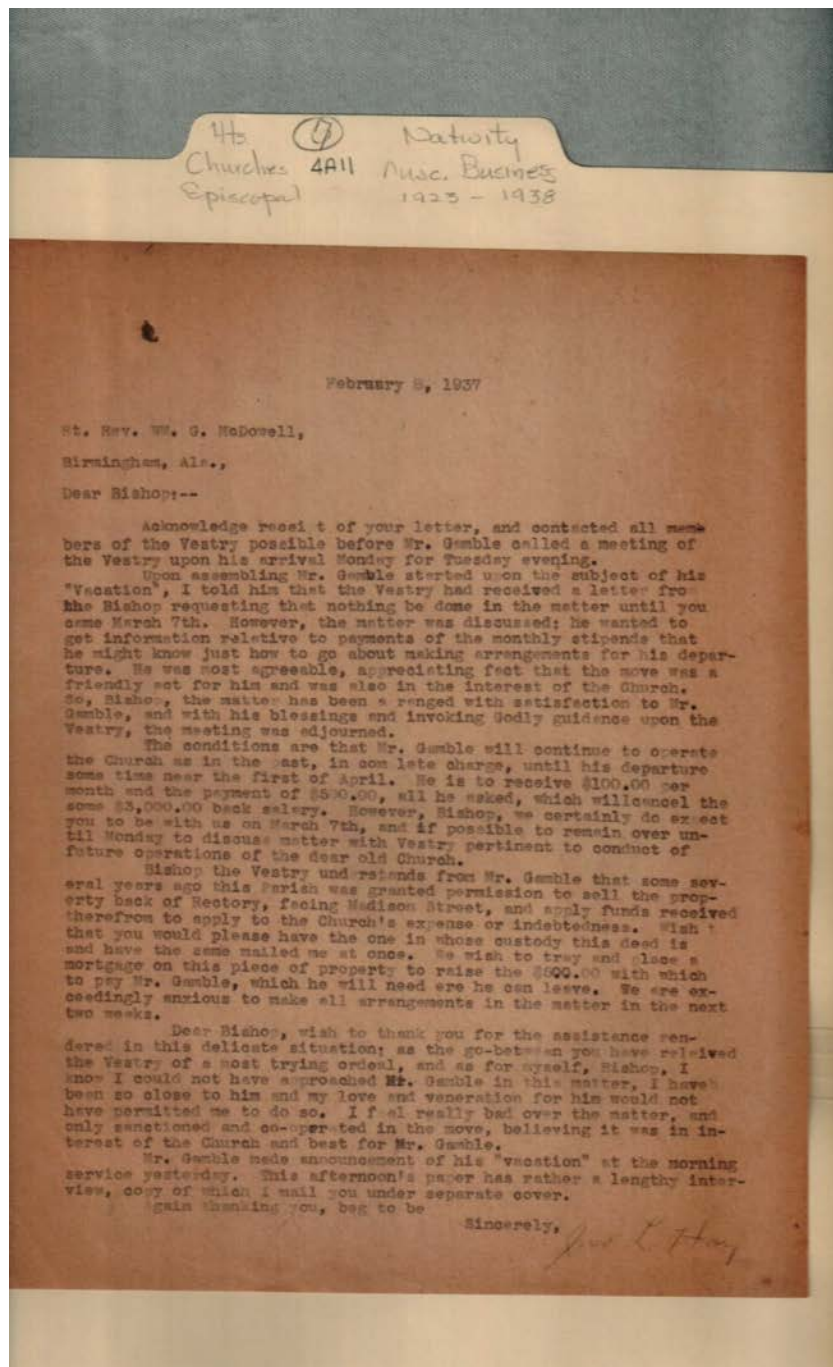 Hts. (7) Nativity
Churches 4A11 Misc. Business
Episcopal 1923 - 1938
February 8, 1937
Rt. Rev. WM. G. McDowell,
Birmingham, Ala.,
Dear Bishop:--
Acknowledge recei t of your letter, and contacted all mem
bers of the Vestry possible before Mr. Gamble called a meeting of
the Vestry upon his arrival Monday for Tuesday evening.
Upon assembling Mr. Gamble started upon the subject of his
"Vacation", I told him that the Vestry had received a letter from
the Bishop requesting that nothing be done in the matter until you
came March 7th. However, the matter was discussed; he wanted to
get information relative to payments of the monthly stipends that
he might know just how to go about making arrangements for his depar-
ture. He was most agreeable, appreciating fact that the move was a
friendly act for him and was also in the interest of the Church.
So, Bishop, the matter has been a ranged with satisfaction to Mr.
Gamble, and with his blessings and invoking Godly guidance upon the
Vestry, the meeting was adjourned.
The conditions are that Mr. Gamble will continue to operate
the Church as in the past, in com lete charge, until his departure
some time near the first of April. He is to receive $100.00 per
month and the payment of $500.00, all he asked, which willcancel the
some $3,000.00 back salary. However, Bishop, we certainly do expect
you to be with us on March 7th, and if possible to remain over un-
til Monday to discuss matter with Vestry pertinent to conduct of
future operations of the dear old Church.
Bishop the Vestry und rstands from Mr. Gamble that some sev-
eral years ago this Parish was granted permission to sell the prop-
erty back of Rectory, facing Madison Street, and apply funds received
therefrom to apply to the Church's expense or indebtedness. Wish
that you would please have the one in whose custody this deed is
and have the same mailed me at once. We wish to tray and place a
mortgage on this piece of property to raise the $500.00 with which
to pay Mr. Gamble, which he will need ere he can leave. We are ex-
ceedingly anxious to make all arrangements in the matter in the next
two weeks.
Dear Bishop, wish to thank you for the assistance ren-
dered in this delicate situation; as the go-between you have releived
the Vestry of a most trying ordeal, and as for myself, Bishop, I
know I could not have approached Mr. Gamble in this matter, I have
been so close to him and my love and veneration for him would not
have permitted me to do so. I f el really bad over the matter, and
only sanctioned and co-operated in the move, believing it was in in-
terest of the Church and best for Mr. Gamble.
Mr. Gamble made announcement of his "vacation" at the morning
service yesterday. This afternoon's paper has rather a lengthy inter-
view, copy of which I mail you under separate cover.
Again thanking you, beg to be
Sincerely,
Jno L Hay